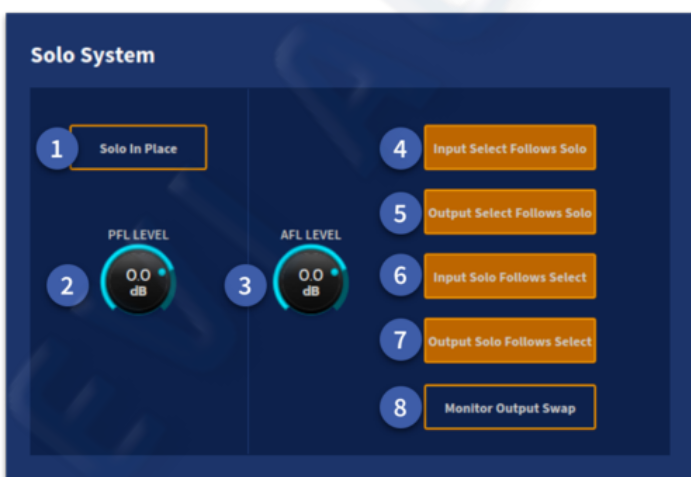 Solo System
1 Solo In Place
4 Input Select Follows Solo
5 Output Select Follows Solo
PFL LEVEL AFL LEVEL
2 0.0 dB
3 0.0 dB
6 Input Solo Follows Select
7 Output Solo Follows Select
8 Monitor Output Swap